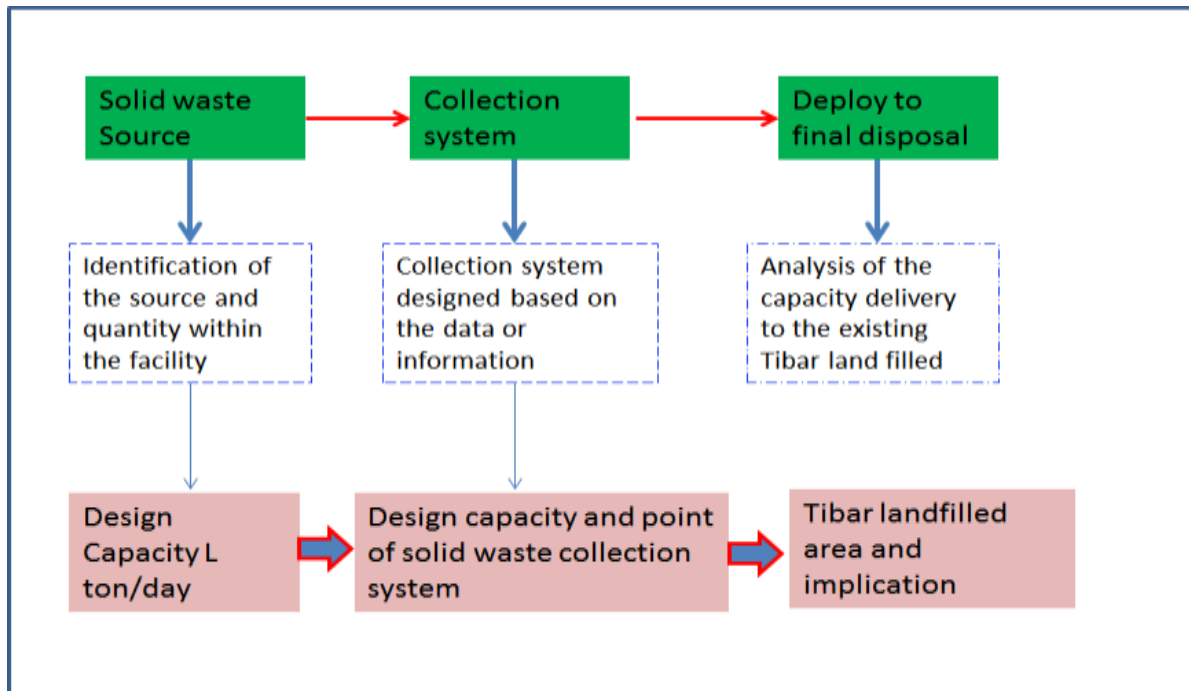 Solid waste
Source
Collection
system
Deploy to
final disposal
Identification of
the source and
quantity within
the facility
Collection system
designed based on
the data or
information
Analysis of the
capacity delivery
to the existing
Tibar land filled
Design
Capacity L
ton/day
Design capacity and point
of solid waste collection
system
Tibar landfilled
area and
implication